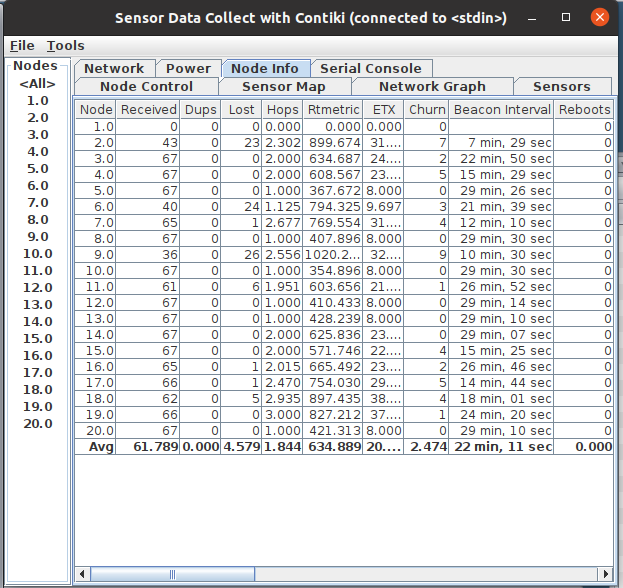 Sensor Data Collect with Contiki (connected to <stdin>)
File Tools
Nodes
<All>
1.0
2.0
3.0
4.0
5.0
6.0
7.0
8.0
9.0
10.0
11.0
12.0
13.0
14.0
15.0
16.0
17.0
18.0
19.0
20.0
Network Power Node Info Serial Console
Node Control Sensor Map Network Graph Sensors
Node Received Dups Lost Hops Rtmetric ETX Churn Beacon Interval Reboots
1.0 0 0 0 0.000 0.000 0.000 0 0
2.0 43 0 23 2.302 899.674 31.... 7 7 min, 29 sec 0
3.0 67 0 0 2.000 634.687 24.... 2 22 min, 50 sec 0
4.0 67 0 0 2.000 608.567 23.... 5 15 min, 29 sec 0
5.0 67 0 0 1.000 367.672 8.000 0 29 min, 26 sec 0
6.0 40 0 24 1.125 794.325 9.697 3 21 min, 39 sec 0
7.0 65 0 1 2.677 769.554 31.... 4 12 min, 10 sec 0
8.0 67 0 0 1.000 407.896 8.000 0 29 min, 30 sec 0
9.0 36 0 26 2.556 1020.2... 32.... 9 10 min, 30 sec 0
10.0 67 0 0 1.000 354.896 8.000 0 29 min, 30 sec 0
11.0 61 0 6 1.951 603.656 21.... 1 26 min, 52 sec 0
12.0 67 0 0 1.000 410.433 8.000 0 29 min, 14 sec 0
13.0 67 0 0 1.000 428.239 8.000 0 29 min, 10 sec 0
14.0 67 0 0 2.000 625.836 23.... 0 29 min, 07 sec 0
15.0 67 0 0 2.000 571.746 22.... 4 15 min, 25 sec 0
16.0 65 0 1 2.015 665.492 23.... 2 26 min, 46 sec 0
17.0 66 0 1 2.470 754.030 29.... 5 14 min, 44 sec 0
18.0 62 0 5 2.935 897.435 38.... 4 18 min, 01 sec 0
19.0 66 0 0 3.000 827.212 37.... 1 24 min, 20 sec 0
20.0 67 0 0 1.000 421.313 8.000 0 29 min, 10 sec 0
Avg 61.789 0.000 4.579 1.844 634.889 20.... 2.474 22 min, 11 sec 0.000